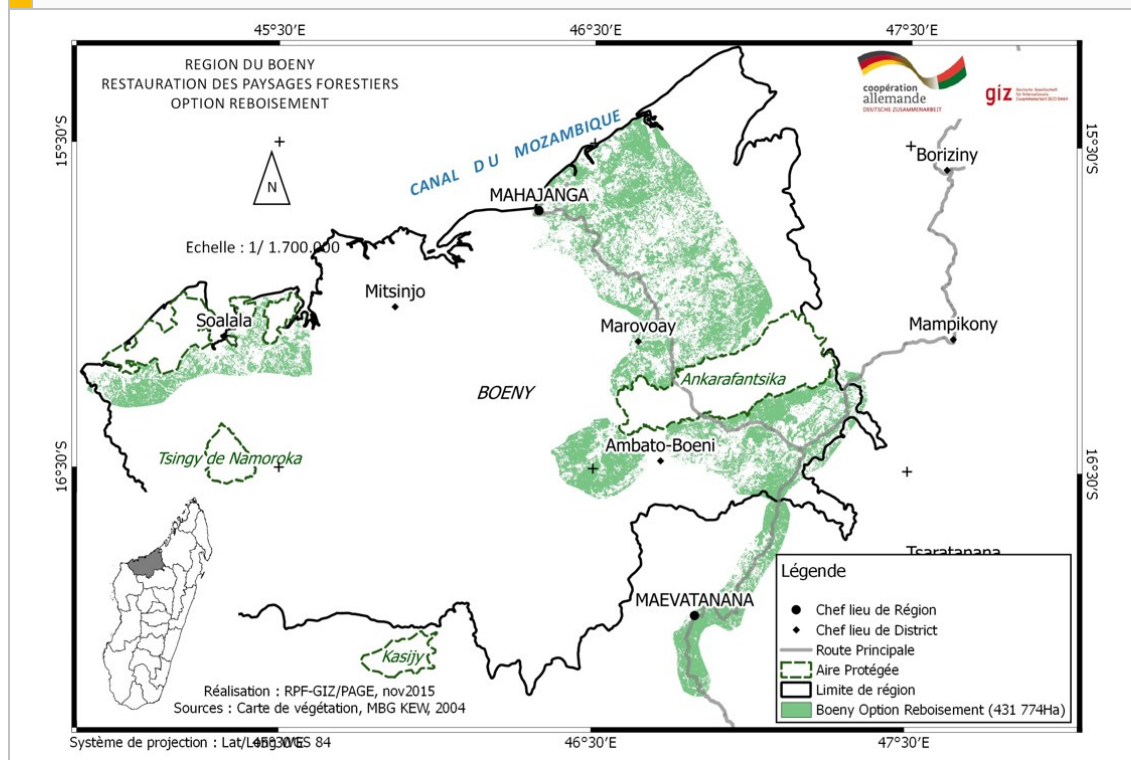 45°30'E
46°30'E
47°30'E
REGION DU BOENY
RESTAURATION DES PAYSAGES FORESTIERS
OPTION REBOISEMENT
coopération
allemande
DEUTSCHE ZUSAMMENARBEIT
giz
15°30'S
15°30'S
CANAL DU MOZAMBIQUE
Boriziny
N
MAHAJANGA
Echelle : 1/ 1.700.000
Mitsinjo
Soalala
Marovoay
Mampikony
Ankarafantsika
BOENY
Ambato-Boeni
Tsingy de Namoroka
16°30'S
16°30'S
Tsaratanana
MAEVATANANA
Kasijy
Légende
Chef lieu de Région
Chef lieu de District
Route Principale
Aire Protégée
Limite de région
Boeny Option Reboisement (431 774Ha)
Réalisation : RPF-GIZ/PAGE, nov2015
Sources : Carte de végétation, MBG KEW, 2004
Système de projection : Lat/Long WGS 84
45°30'E
46°30'E
47°30'E